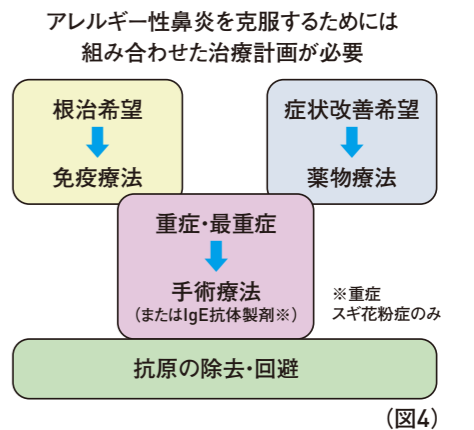 アレルギー性鼻炎を克服するためには
組み合わせた治療計画が必要
根治希望
免疫療法
症状改善希望
薬物療法
重症・最重症
手術療法
（またはIgE抗体製剤※）
※重症
スギ花粉症のみ
抗原の除去・回避
（図4）